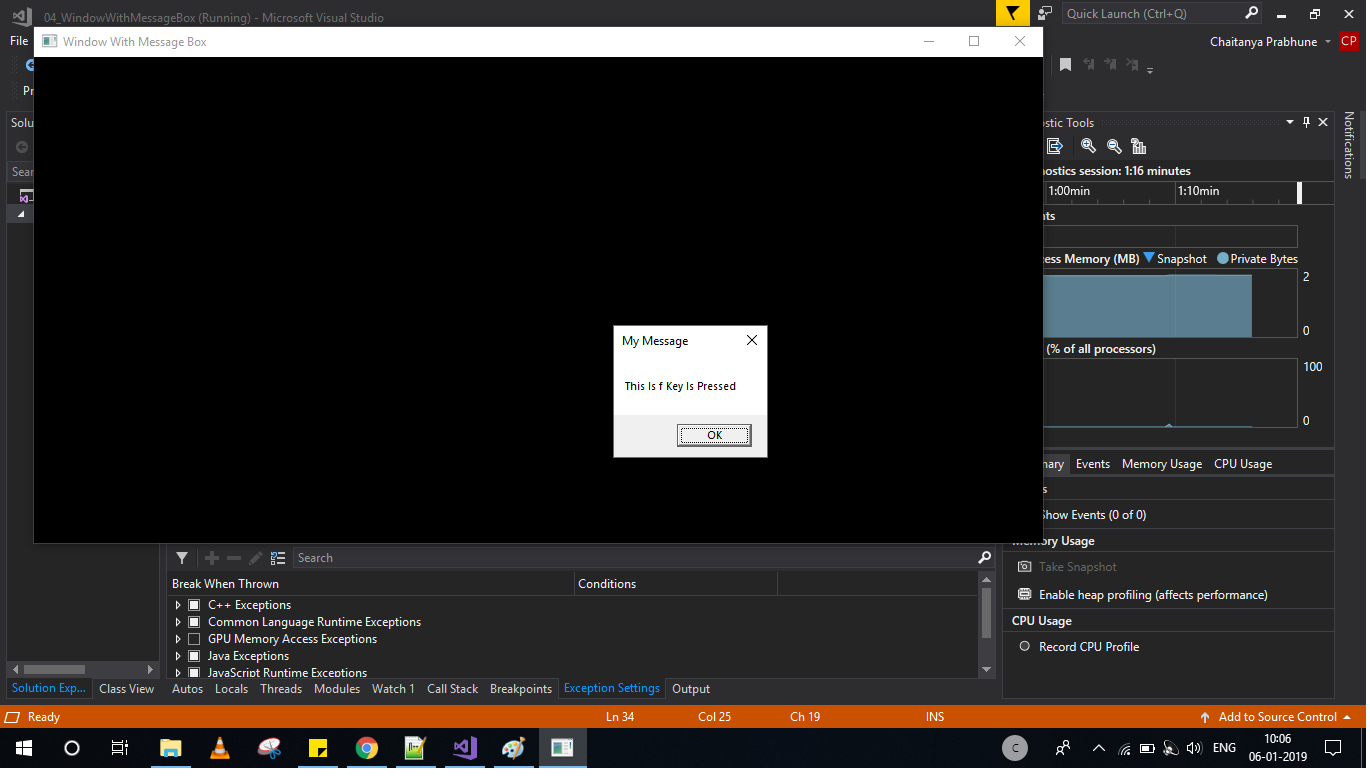 04_WindowWithMessageBox (Running) - Microsoft Visual Studio
Quick Launch (Ctrl+Q)
File
Window With Message Box
Chaitanya Prabhune
CP
Pr
Solu
Sear
stic Tools
Notifications
nostics session: 1:16 minutes
1:00min
1:10min
nts
cess Memory (MB)
Snapshot
Private Bytes
2
0
(% of all processors)
100
0
My Message
This Is f Key Is Pressed
OK
mary
Events
Memory Usage
CPU Usage
s
Show Events (0 of 0)
Memory Usage
Take Snapshot
Enable heap profiling (affects performance)
CPU Usage
Record CPU Profile
Search
Break When Thrown
Conditions
C++ Exceptions
Common Language Runtime Exceptions
GPU Memory Access Exceptions
Java Exceptions
JavaScript Runtime Exceptions
Solution Exp...
Class View
Autos
Locals
Threads
Modules
Watch 1
Call Stack
Breakpoints
Exception Settings
Output
Ready
Ln 34
Col 25
Ch 19
INS
Add to Source Control
C
ENG
10:06
06-01-2019